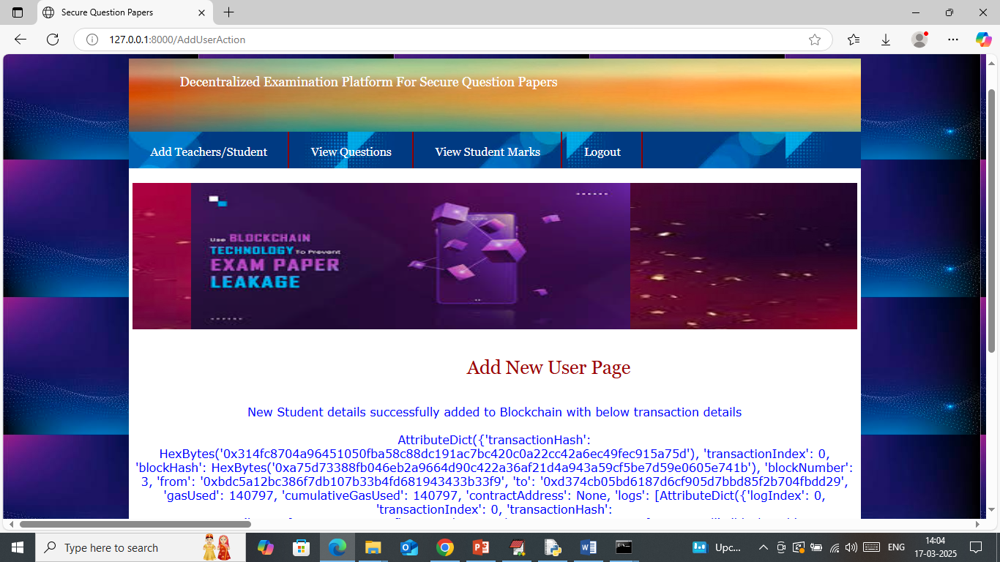 Secure Question Papers
127.0.0.1:8000/AddUserAction
Decentralized Examination Platform For Secure Question Papers
Add Teachers/Student
View Questions
View Student Marks
Logout
Use BLOCKCHAIN
TECHNOLOGY To Prevent
EXAM PAPER
LEAKAGE
Add New User Page
New Student details successfully added to Blockchain with below transaction details
AttributeDict({'transactionHash':
HexBytes('0x314fc8704a96451050fba58c88dc191ac7bc420c0a22cc42a6ec49fec915a75d'), 'transactionIndex': 0,
'blockHash': HexBytes('0xa75d73388fb046eb2a9664d90c422a36af21d4a943a59cf5be7d59e0605e741b'), 'blockNumber':
3, 'from': '0xbdc5a12bc386f7db107b33b4fd681943433b33f9', 'to': '0xd374cb05bd6187d6cf905d7bbd85f2b704fbdd29',
'gasUsed': 140797, 'cumulativeGasUsed': 140797, 'contractAddress': None, 'logs': [AttributeDict({'logIndex': 0,
'transactionIndex': 0, 'transactionHash':
Type here to search
Upc...
ENG
14:04
17-03-2025